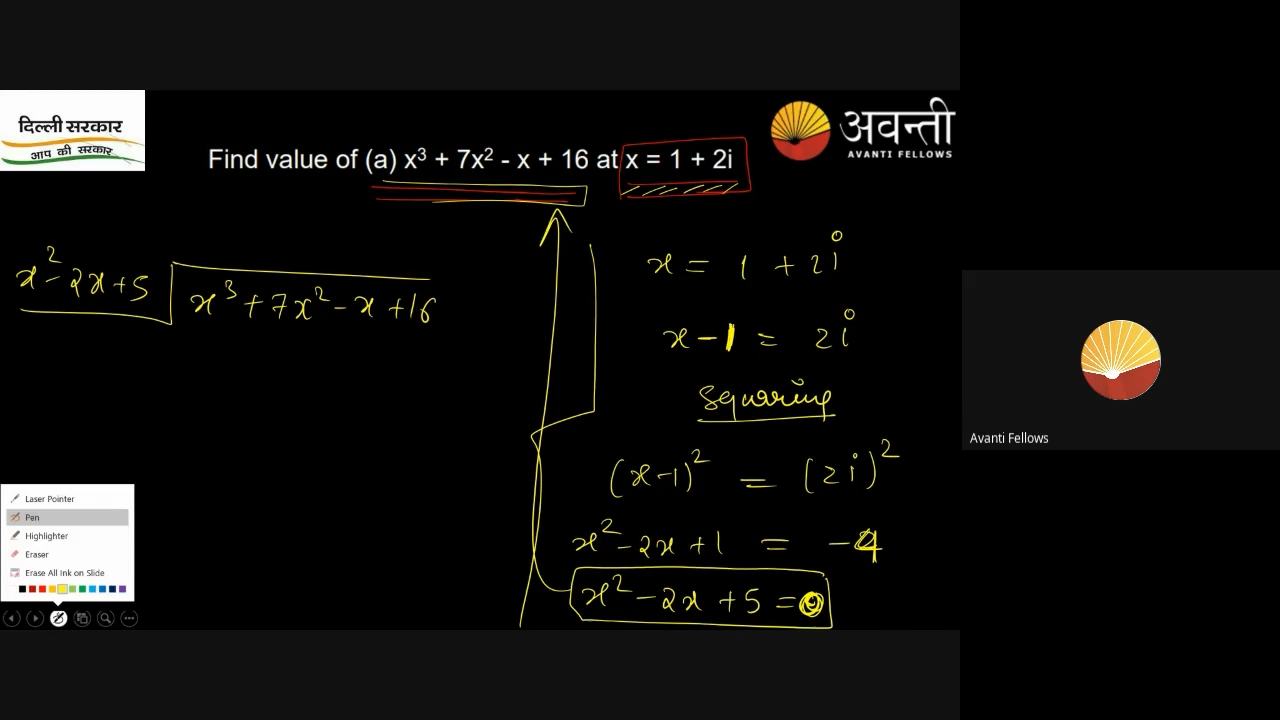 दिल्ली सरकार
आप की सरकार
अवन्ती
AVANTI FELLOWS
Find value of (a) x³ + 7x² - x + 16 at x = 1 + 2i
x² - 2x + 5
x³ + 7x² - x + 16
x = 1 + 2i
x - 1 = 2i
Squaring
(x - 1)² = (2i)²
x² - 2x + 1 = -4
x² - 2x + 5 = 0
Laser Pointer
Pen
Highlighter
Eraser
Erase All Ink on Slide
Avanti Fellows